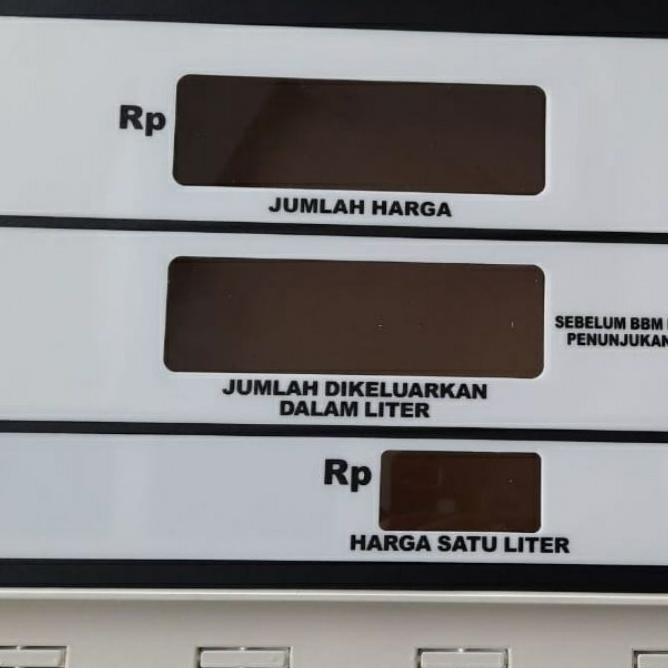 Rp
JUMLAH HARGA
SEBELUM BBM
PENUNJUKAN
JUMLAH DIKELUARKAN
DALAM LITER
Rp
HARGA SATU LITER